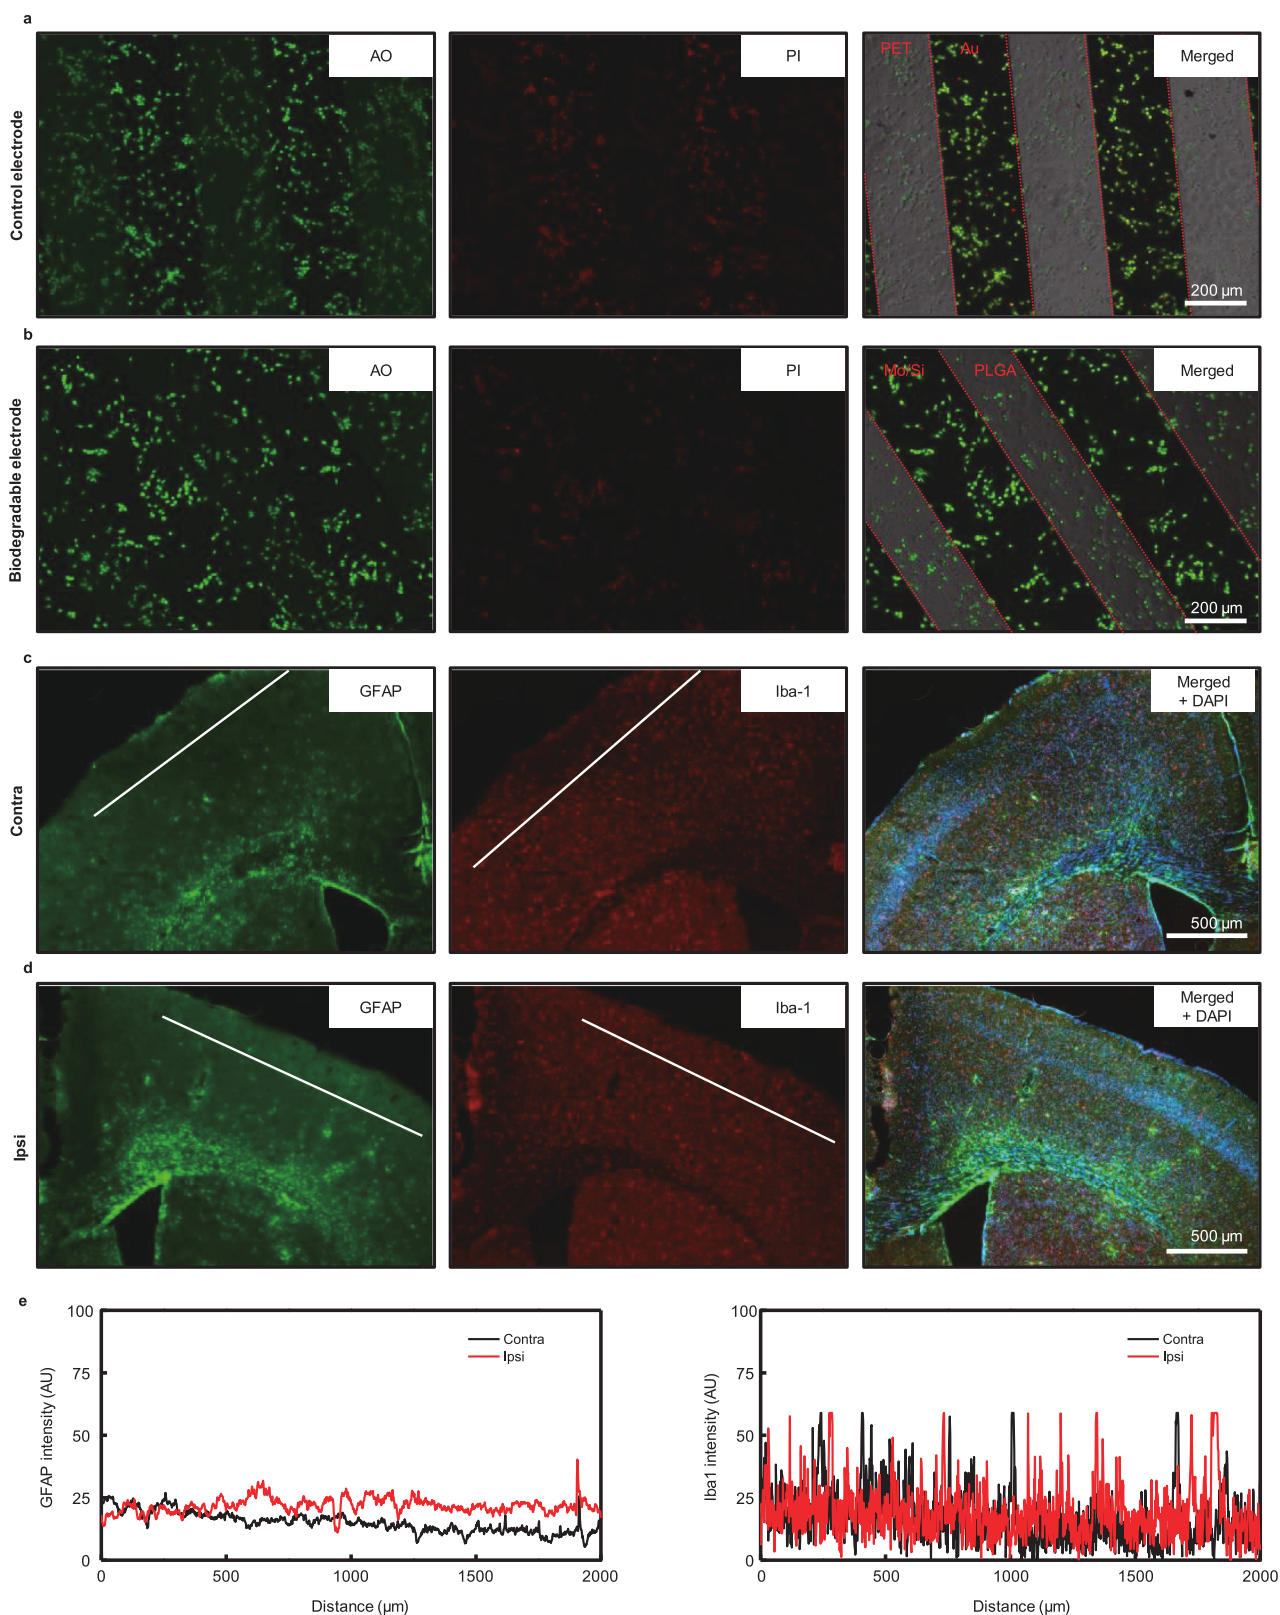 a
Control electrode
AO
PI
PET
Au
Merged
200 µm
b
Biodegradable electrode
AO
PI
Mo/Si
PLGA
Merged
200 µm
c
Contra
GFAP
Iba-1
Merged
+ DAPI
500 µm
d
Ipsi
GFAP
Iba-1
Merged
+ DAPI
500 µm
e
GFAP intensity (AU)
100
75
50
25
0
Contra
Ipsi
0
500
1000
1500
2000
Distance (µm)
Iba1 intensity (AU)
100
75
50
25
0
Contra
Ipsi
0
500
1000
1500
2000
Distance (µm)